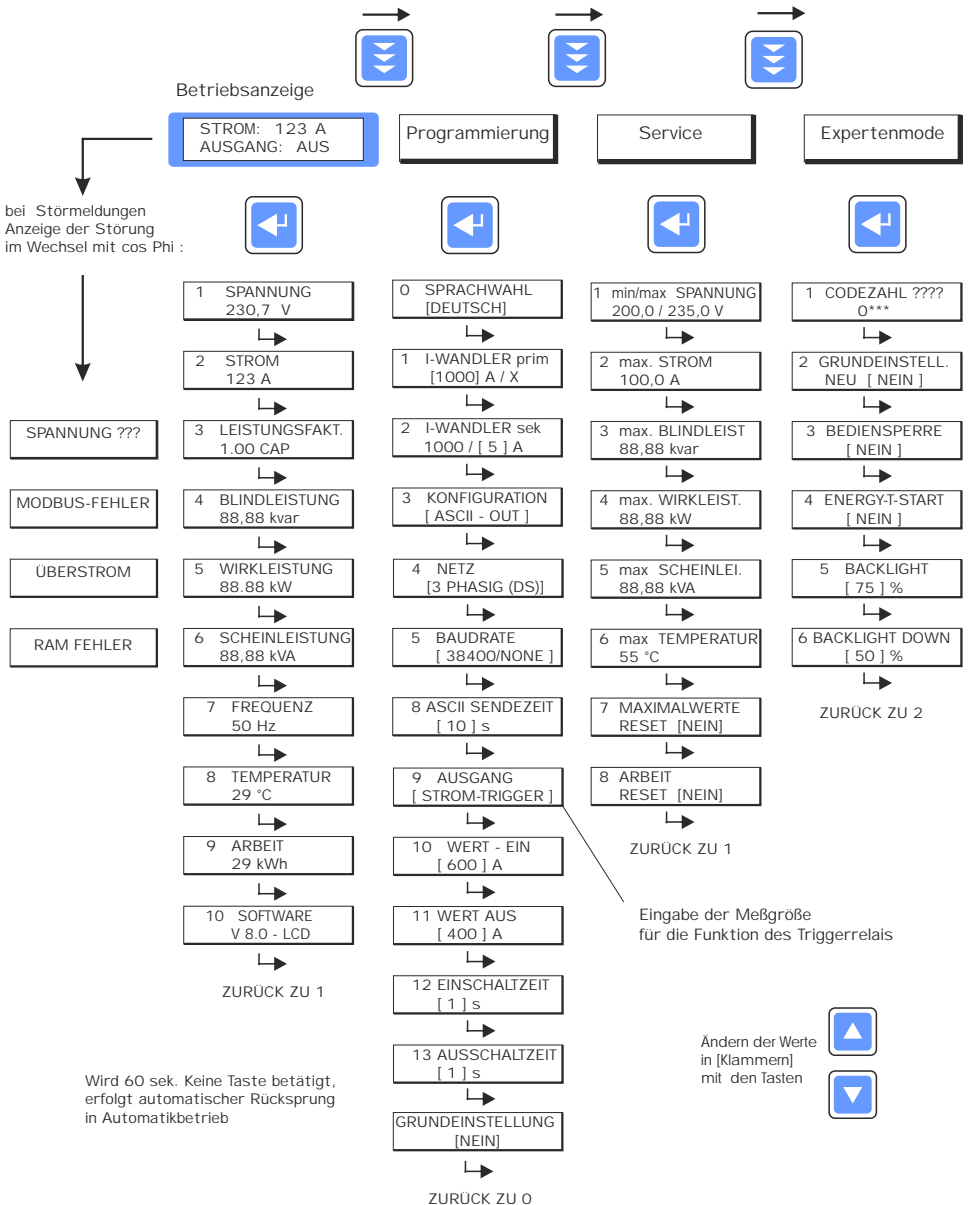 Betriebsanzeige
STROM: 123 A
AUSGANG: AUS
Programmierung
Service
Expertenmode
bei Störmeldungen
Anzeige der Störung
im Wechsel mit cos Phi :
SPANNUNG ???
MODBUS-FEHLER
ÜBERSTROM
RAM FEHLER
1 SPANNUNG
230,7 V
2 STROM
123 A
3 LEISTUNGSFAKT.
1.00 CAP
4 BLINDLEISTUNG
88,88 kvar
5 WIRKLEISTUNG
88.88 kW
6 SCHEINLEISTUNG
88,88 kVA
7 FREQUENZ
50 Hz
8 TEMPERATUR
29 °C
9 ARBEIT
29 kWh
10 SOFTWARE
V 8.0 - LCD
ZURÜCK ZU 1
0 SPRACHWAHL
[DEUTSCH]
1 I-WANDLER prim
[1000] A / X
2 I-WANDLER sek
1000 / [ 5 ] A
3 KONFIGURATION
[ ASCII - OUT ]
4 NETZ
[3 PHASIG (DS)]
5 BAUDRATE
[ 38400/NONE ]
8 ASCII SENDEZEIT
[ 10 ] s
9 AUSGANG
[ STROM-TRIGGER ]
10 WERT - EIN
[ 600 ] A
11 WERT AUS
[ 400 ] A
12 EINSCHALTZEIT
[ 1 ] s
13 AUSSCHALTZEIT
[ 1 ] s
GRUNDEINSTELLUNG
[NEIN]
ZURÜCK ZU 0
1 min/max SPANNUNG
200,0 / 235,0 V
2 max. STROM
100,0 A
3 max. BLINDLEIST
88,88 kvar
4 max. WIRKLEIST.
88,88 kW
5 max SCHEINLEI.
88,88 kVA
6 max TEMPERATUR
55 °C
7 MAXIMALWERTE
RESET [NEIN]
8 ARBEIT
RESET [NEIN]
ZURÜCK ZU 1
1 CODEZAHL ????
0***
2 GRUNDEINSTELL.
NEU [ NEIN ]
3 BEDIENSPERRE
[ NEIN ]
4 ENERGY-T-START
[ NEIN ]
5 BACKLIGHT
[ 75 ] %
6 BACKLIGHT DOWN
[ 50 ] %
ZURÜCK ZU 2
Eingabe der Meßgröße
für die Funktion des Triggerrelais
Ändern der Werte
in [Klammern]
mit den Tasten
Wird 60 sek. Keine Taste betätigt,
erfolgt automatischer Rücksprung
in Automatikbetrieb